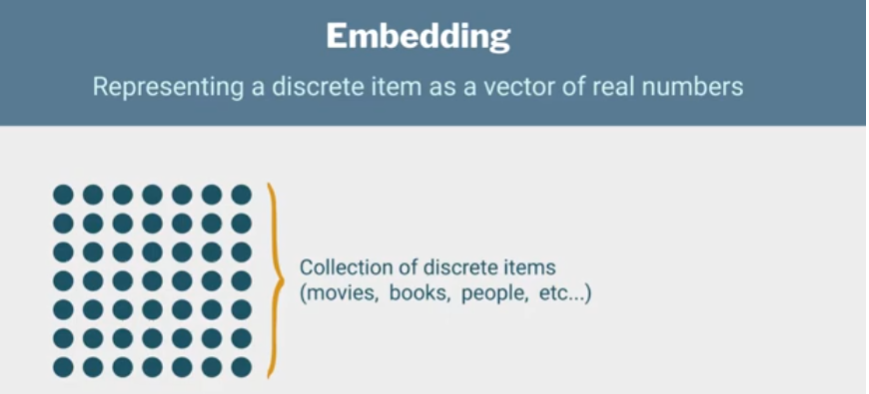 Embedding
Representing a discrete item as a vector of real numbers
Collection of discrete items
(movies, books, people, etc...)